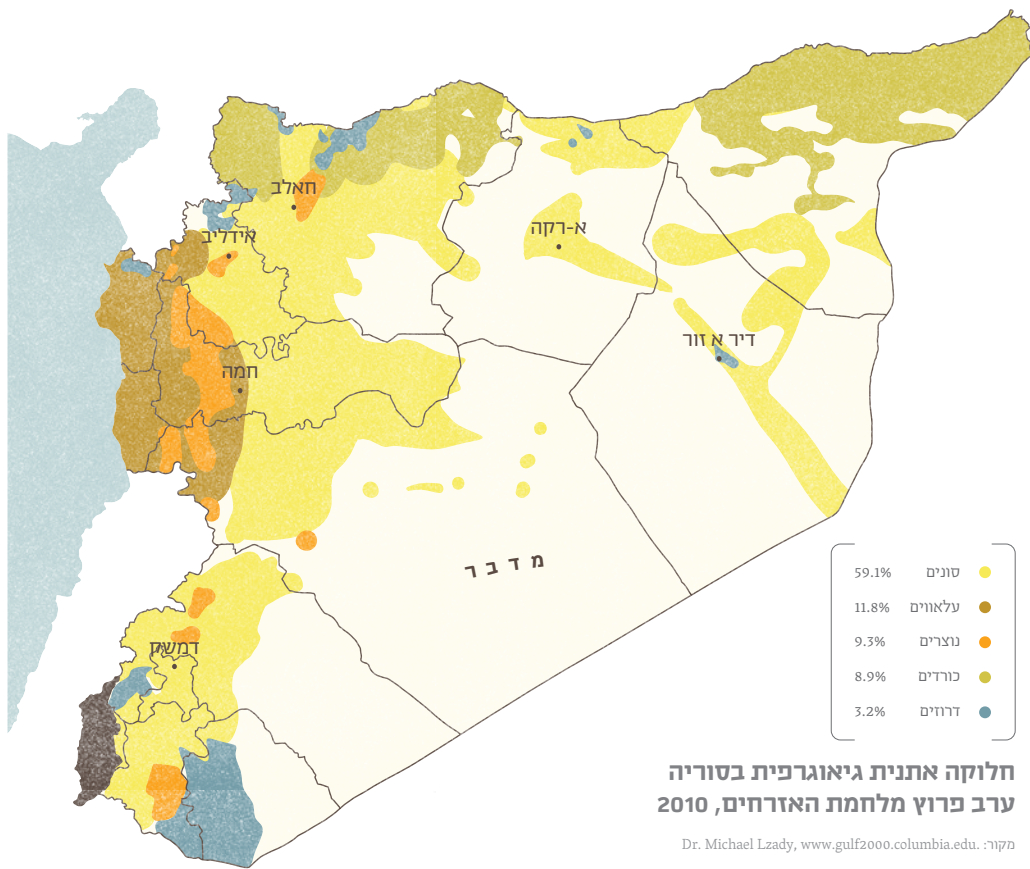 חאלב
אידליב
א-רקה
דיר א זור
חמה
מדבר
דמשק
סונים 59.1%
עלאווים 11.8%
נוצרים 9.3%
כורדים 8.9%
דרוזים 3.2%
חלוקה אתנית גיאוגרפית בסוריה
ערב פרוץ מלחמת האזרחים, 2010
מקור: Dr. Michael Lzady, www.gulf2000.columbia.edu.